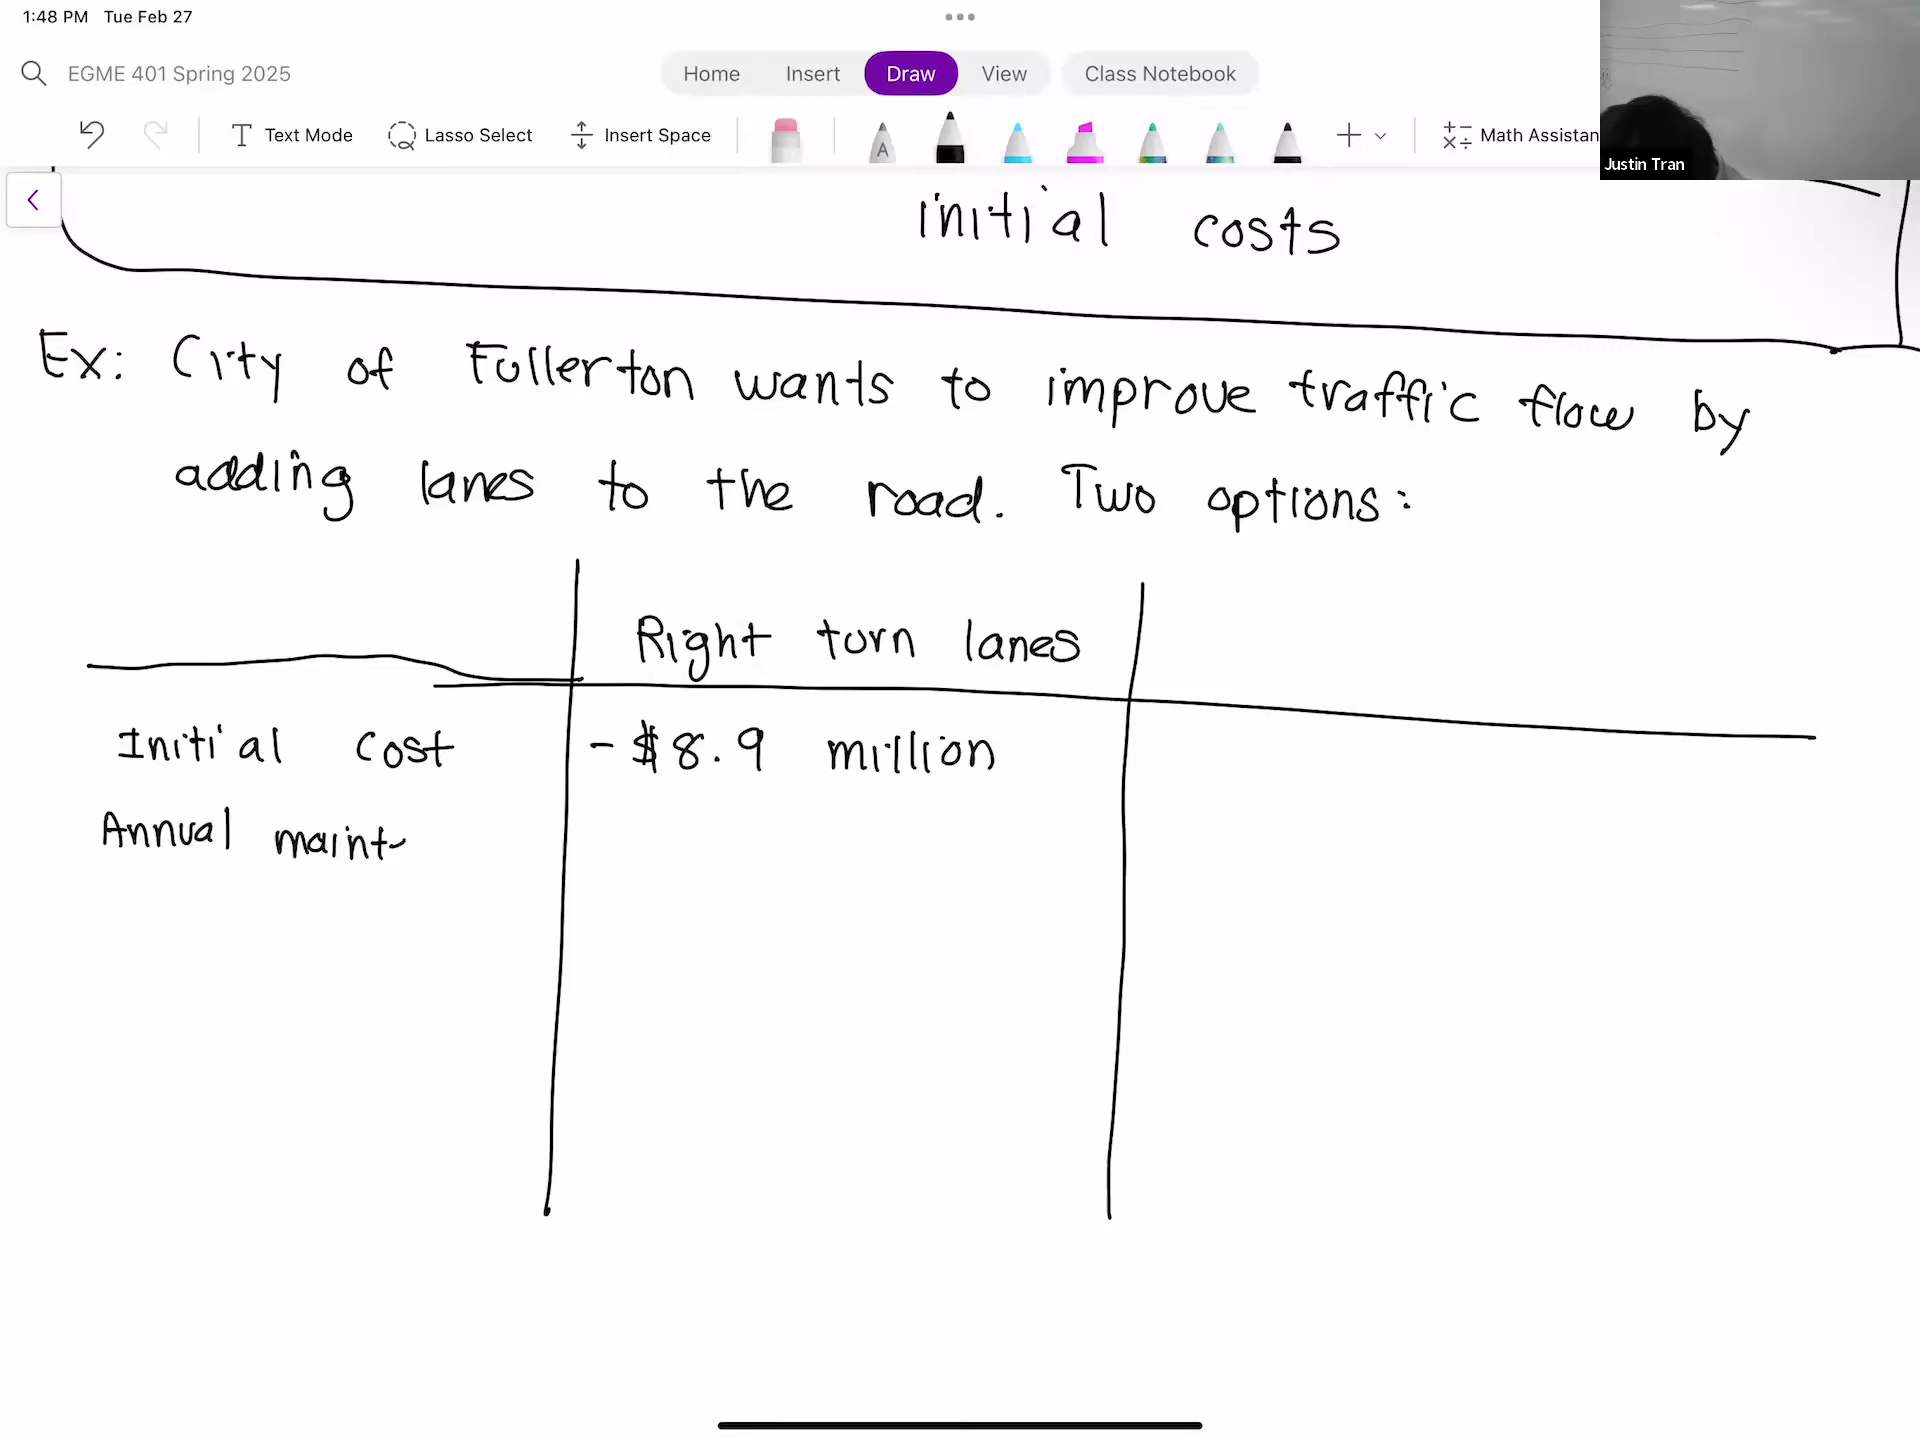 1:48 PM Tue Feb 27
EGME 401 Spring 2025
Home Insert Draw View Class Notebook
Text Mode Lasso Select Insert Space A Math Assistan
Justin Tran
initial costs
Ex: City of Fullerton wants to improve traffic flow by
adding lanes to the road. Two options:
Right turn lanes
Initial cost -$8.9 million
Annual maint